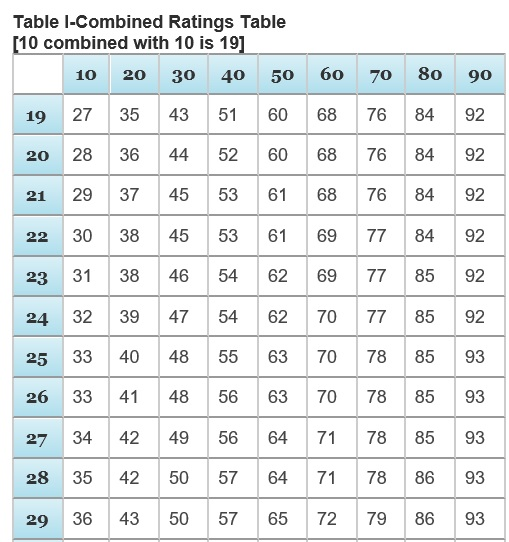 Table I-Combined Ratings Table
[10 combined with 10 is 19]
10 20 30 40 50 60 70 80 90
19 27 35 43 51 60 68 76 84 92
20 28 36 44 52 60 68 76 84 92
21 29 37 45 53 61 68 76 84 92
22 30 38 45 53 61 69 77 84 92
23 31 38 46 54 62 69 77 85 92
24 32 39 47 54 62 70 77 85 92
25 33 40 48 55 63 70 78 85 93
26 33 41 48 56 63 70 78 85 93
27 34 42 49 56 64 71 78 85 93
28 35 42 50 57 64 71 78 86 93
29 36 43 50 57 65 72 79 86 93